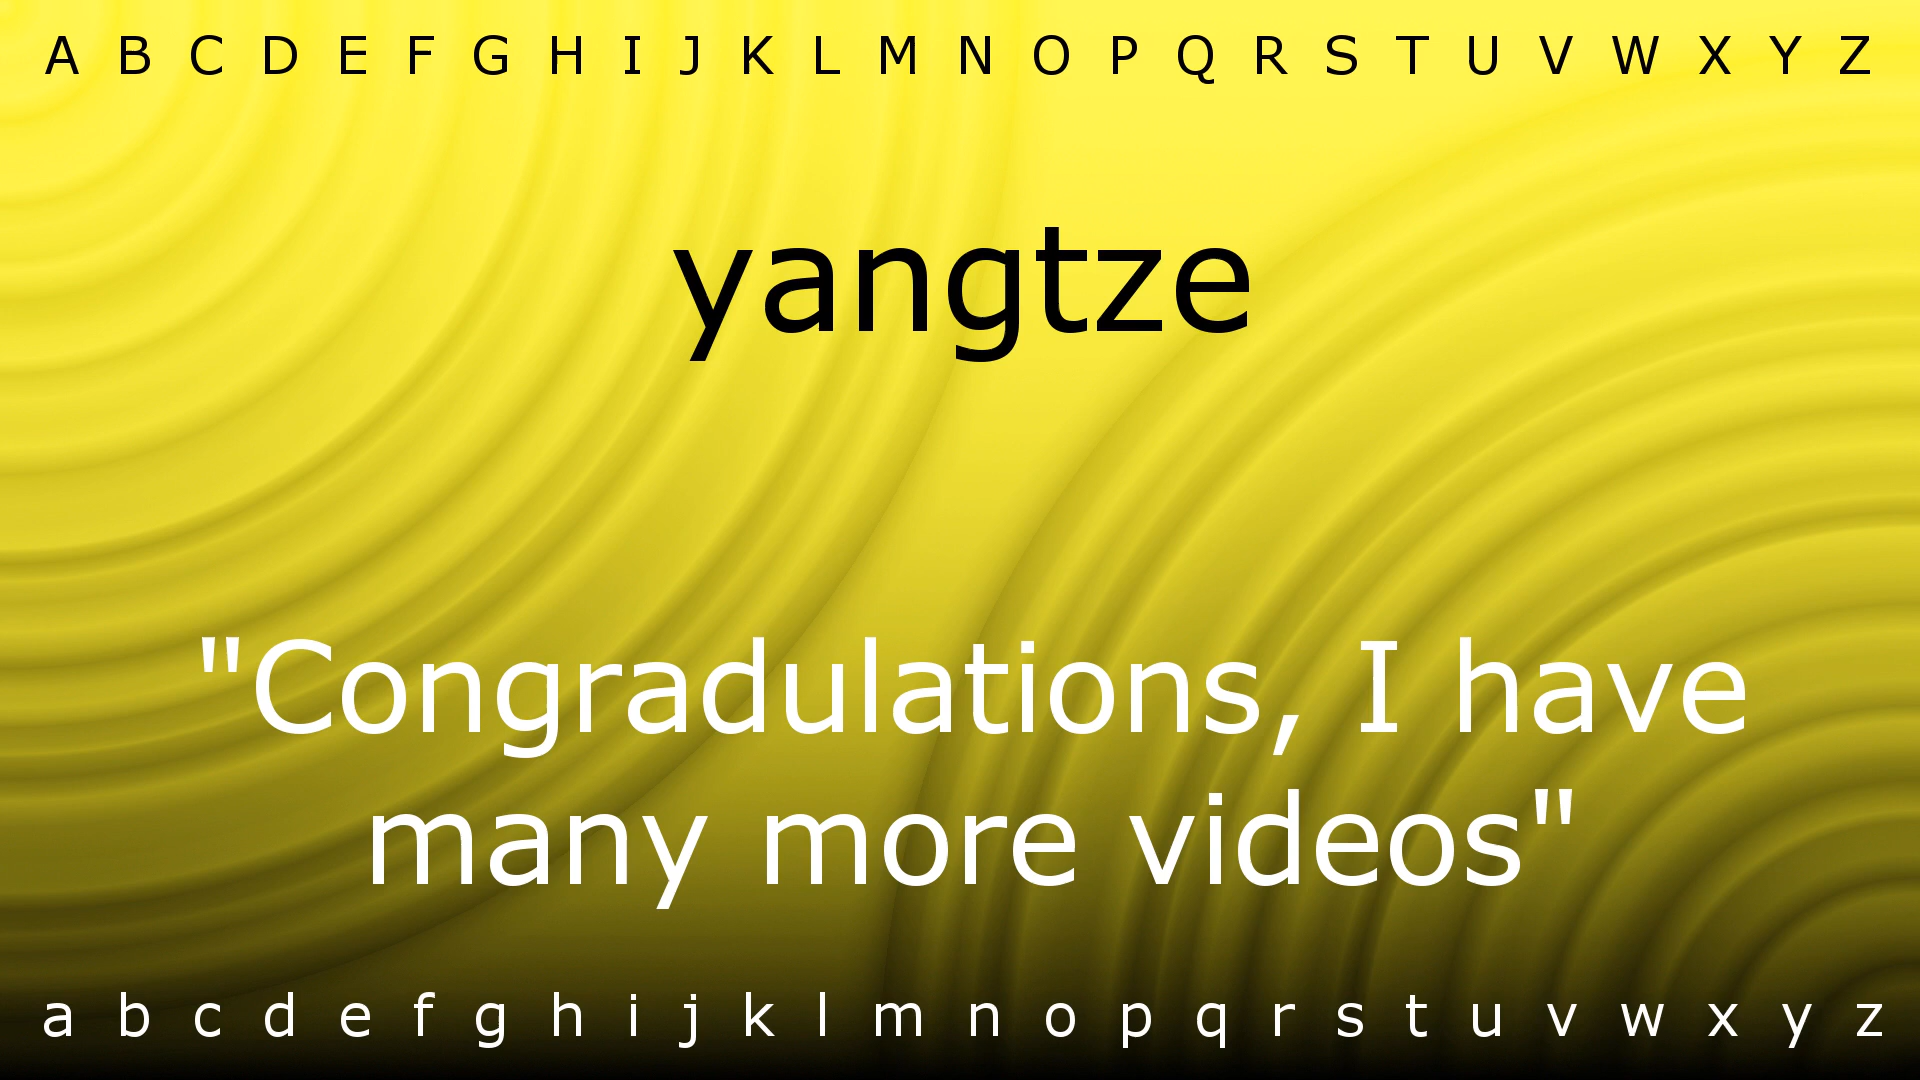 A B C D E F G H I J K L M N O P Q R S T U V W X Y Z
yangtze
"Congradulations, I have
many more videos"
a b c d e f g h i j k l m n o p q r s t u v w x y z